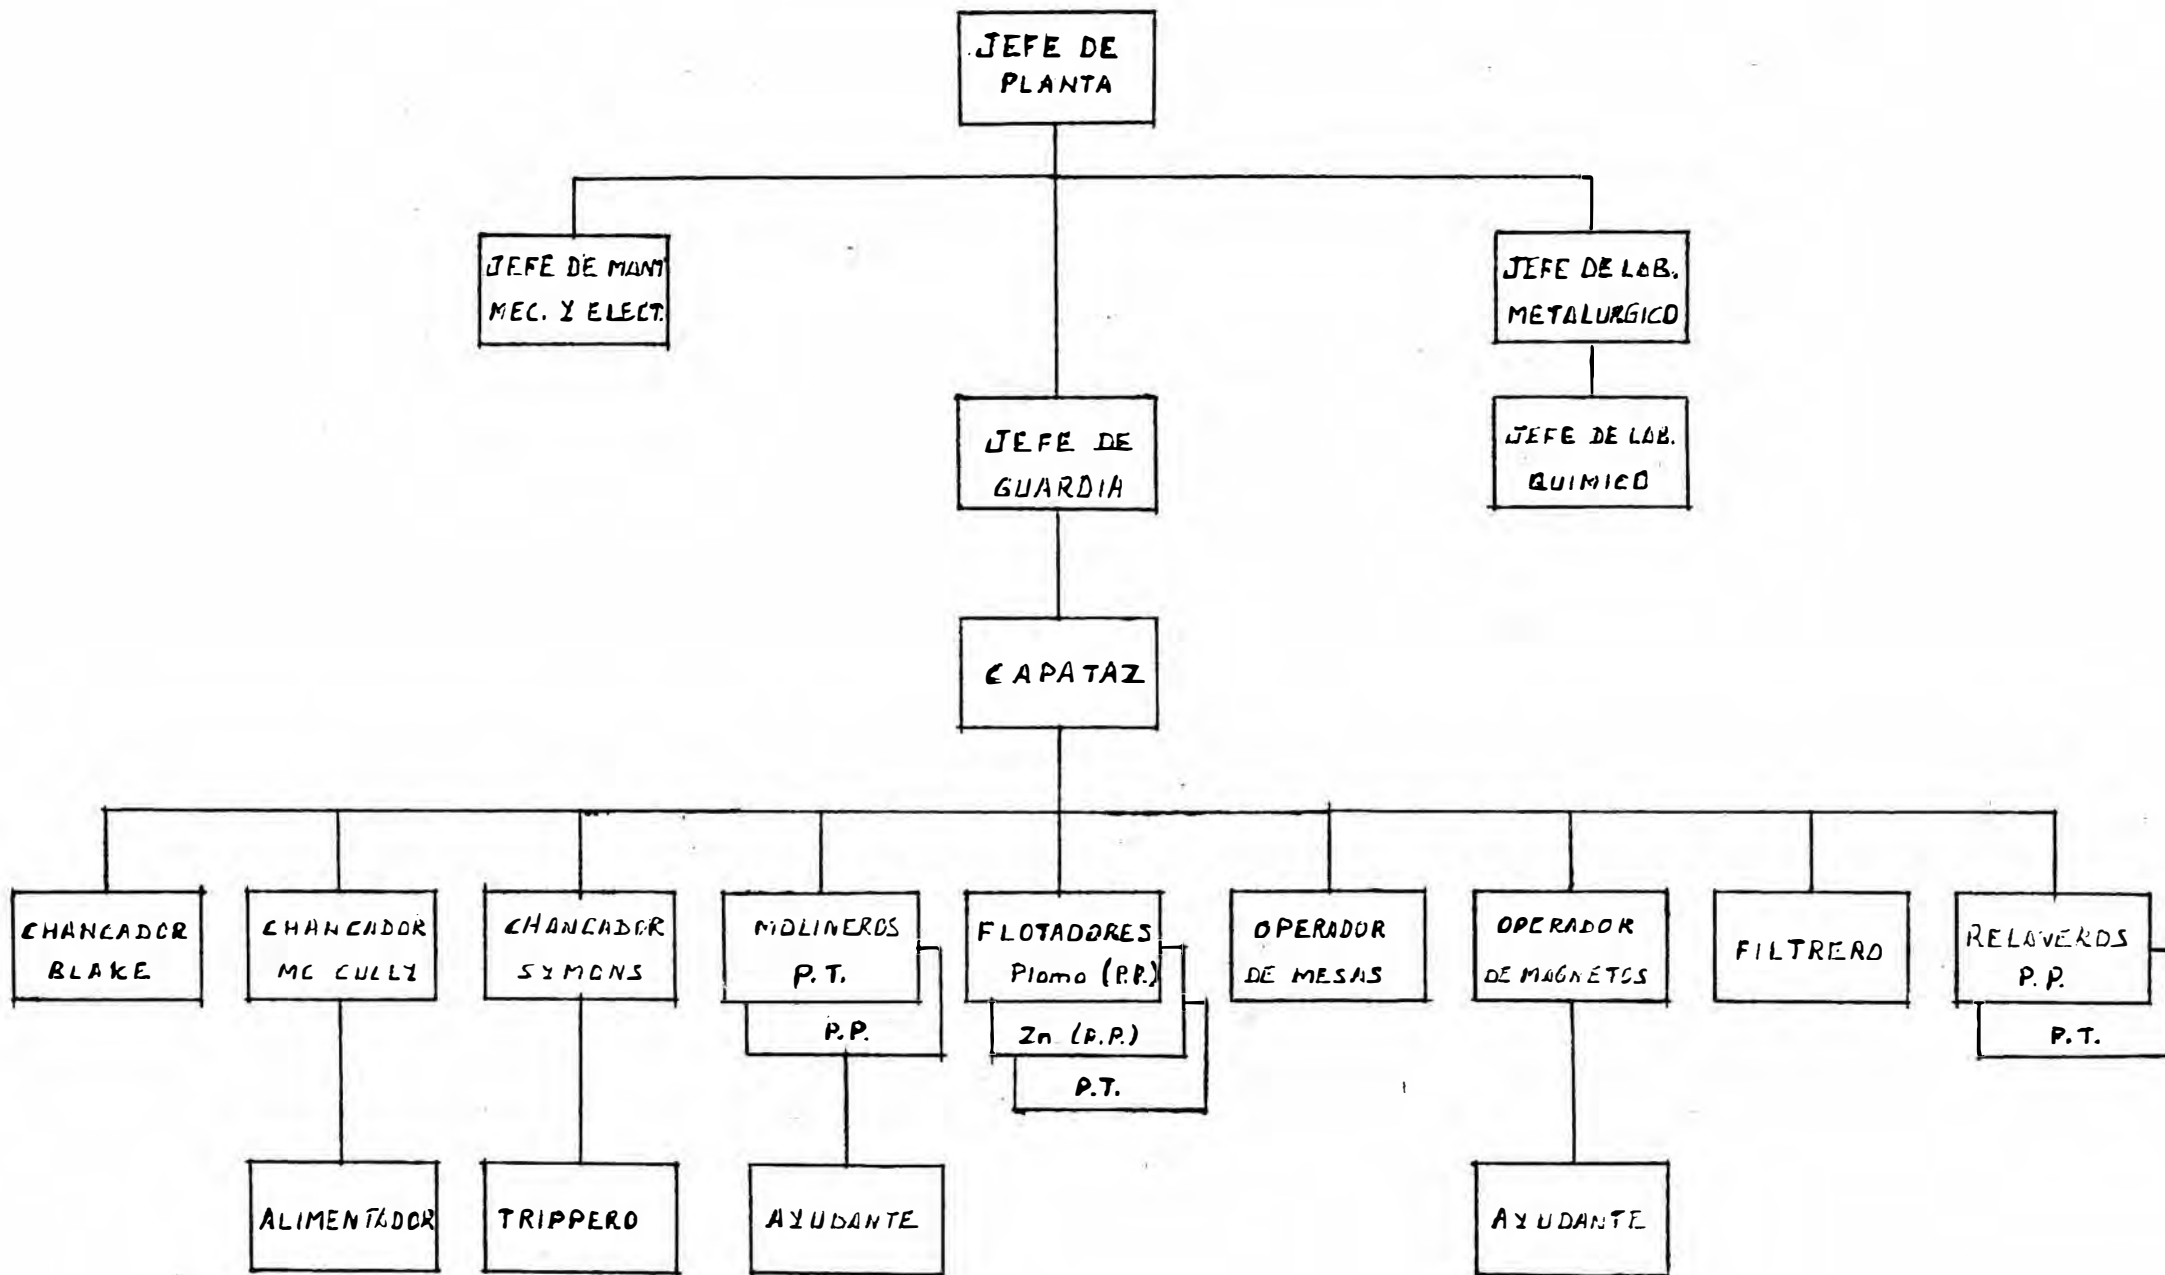 JEFE DE
PLANTA
JEFE DE MANT
MEC. Y ELECT.
JEFE DE LAB.
METALURGICO
JEFE DE GUARDIA
JEFE DE LAB.
QUIMICO
CAPATAZ
CHANCADOR
BLAKE
CHANCADOR
MC CULLY
CHANCADOR
SYMONS
MOLINEROS
P.T.
P.P.
FLOTADORES
Plomo (P.P.)
Zn (P.P.)
P.T.
OPERADOR
DE MESAS
OPERADOR
DE MAGNETOS
FILTRERO
RELAVEROS
P.P.
P.T.
ALIMENTADOR
TRIPPERO
AYUDANTE
AYUDANTE